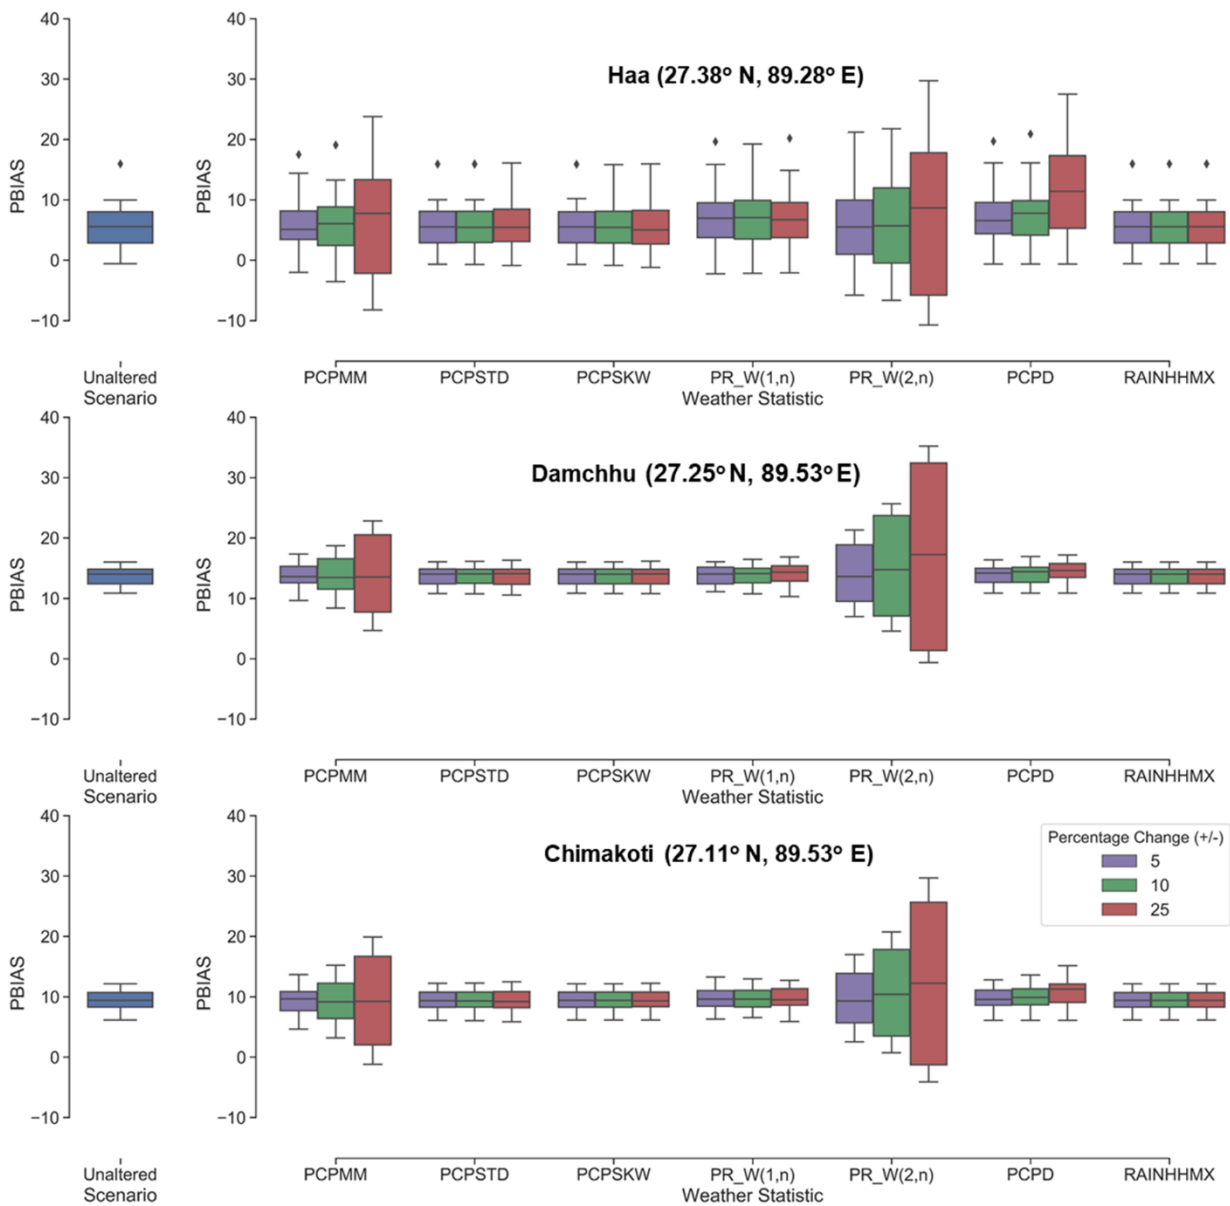 Haa (27.38° N, 89.28° E)
PBIAS
40
30
20
10
0
−10
PBIAS
40
30
20
10
0
−10
Unaltered
Scenario
PCPMM PCPSTD PCPSKW PR_W(1,n) PR_W(2,n) PCPD RAINHHMX
Weather Statistic
Damchhu (27.25° N, 89.53° E)
PBIAS
40
30
20
10
0
−10
PBIAS
40
30
20
10
0
−10
Unaltered
Scenario
PCPMM PCPSTD PCPSKW PR_W(1,n) PR_W(2,n) PCPD RAINHHMX
Weather Statistic
Chimakoti (27.11° N, 89.53° E)
PBIAS
40
30
20
10
0
−10
PBIAS
40
30
20
10
0
−10
Percentage Change (+/-)
5
10
25
Unaltered
Scenario
PCPMM PCPSTD PCPSKW PR_W(1,n) PR_W(2,n) PCPD RAINHHMX
Weather Statistic